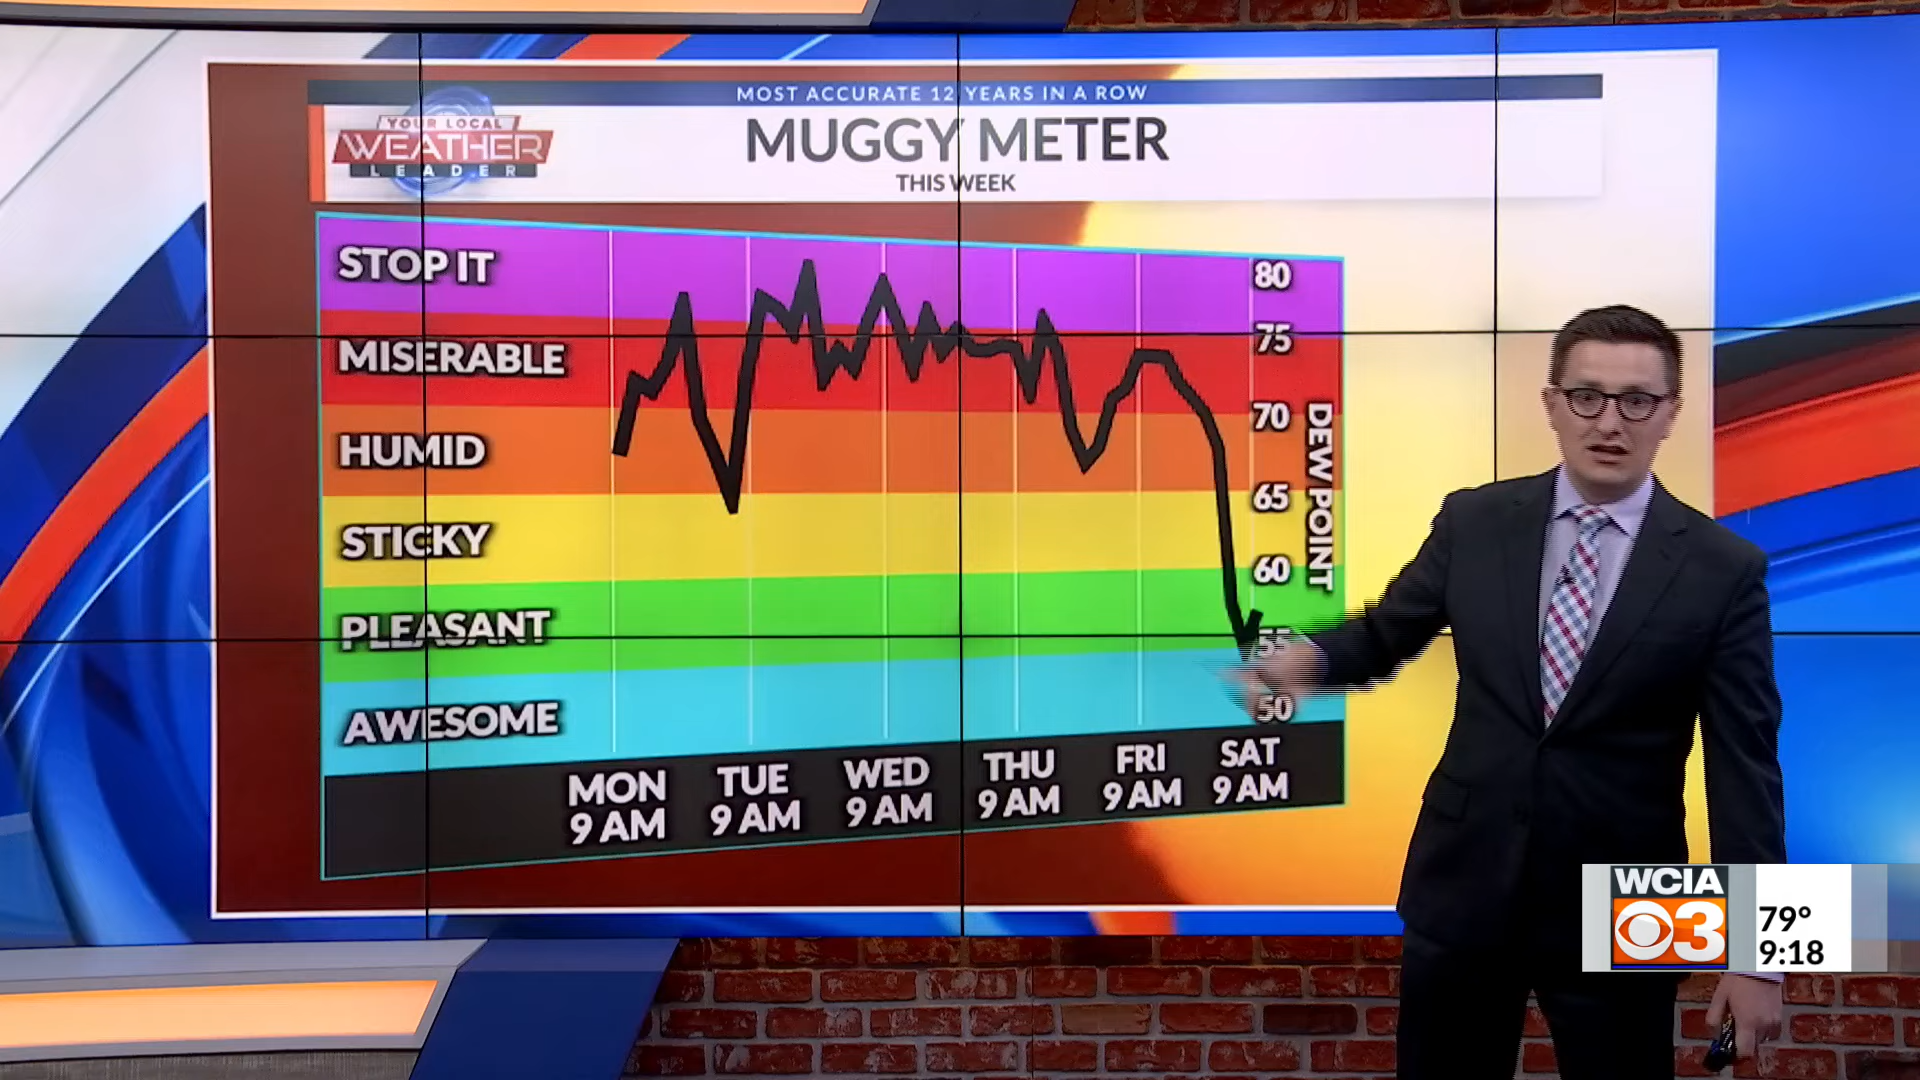 MOST ACCURATE 12 YEARS IN A ROW
YOUR LOCAL
WEATHER
LEADER
MUGGY METER
THIS WEEK
STOP IT
MISERABLE
HUMID
STICKY
PLEASANT
AWESOME
80
75
70
65
60
55
50
DEW POINT
MON
9 AM
TUE
9 AM
WED
9 AM
THU
9 AM
FRI
9 AM
SAT
9 AM
WCIA
3
79°
9:18